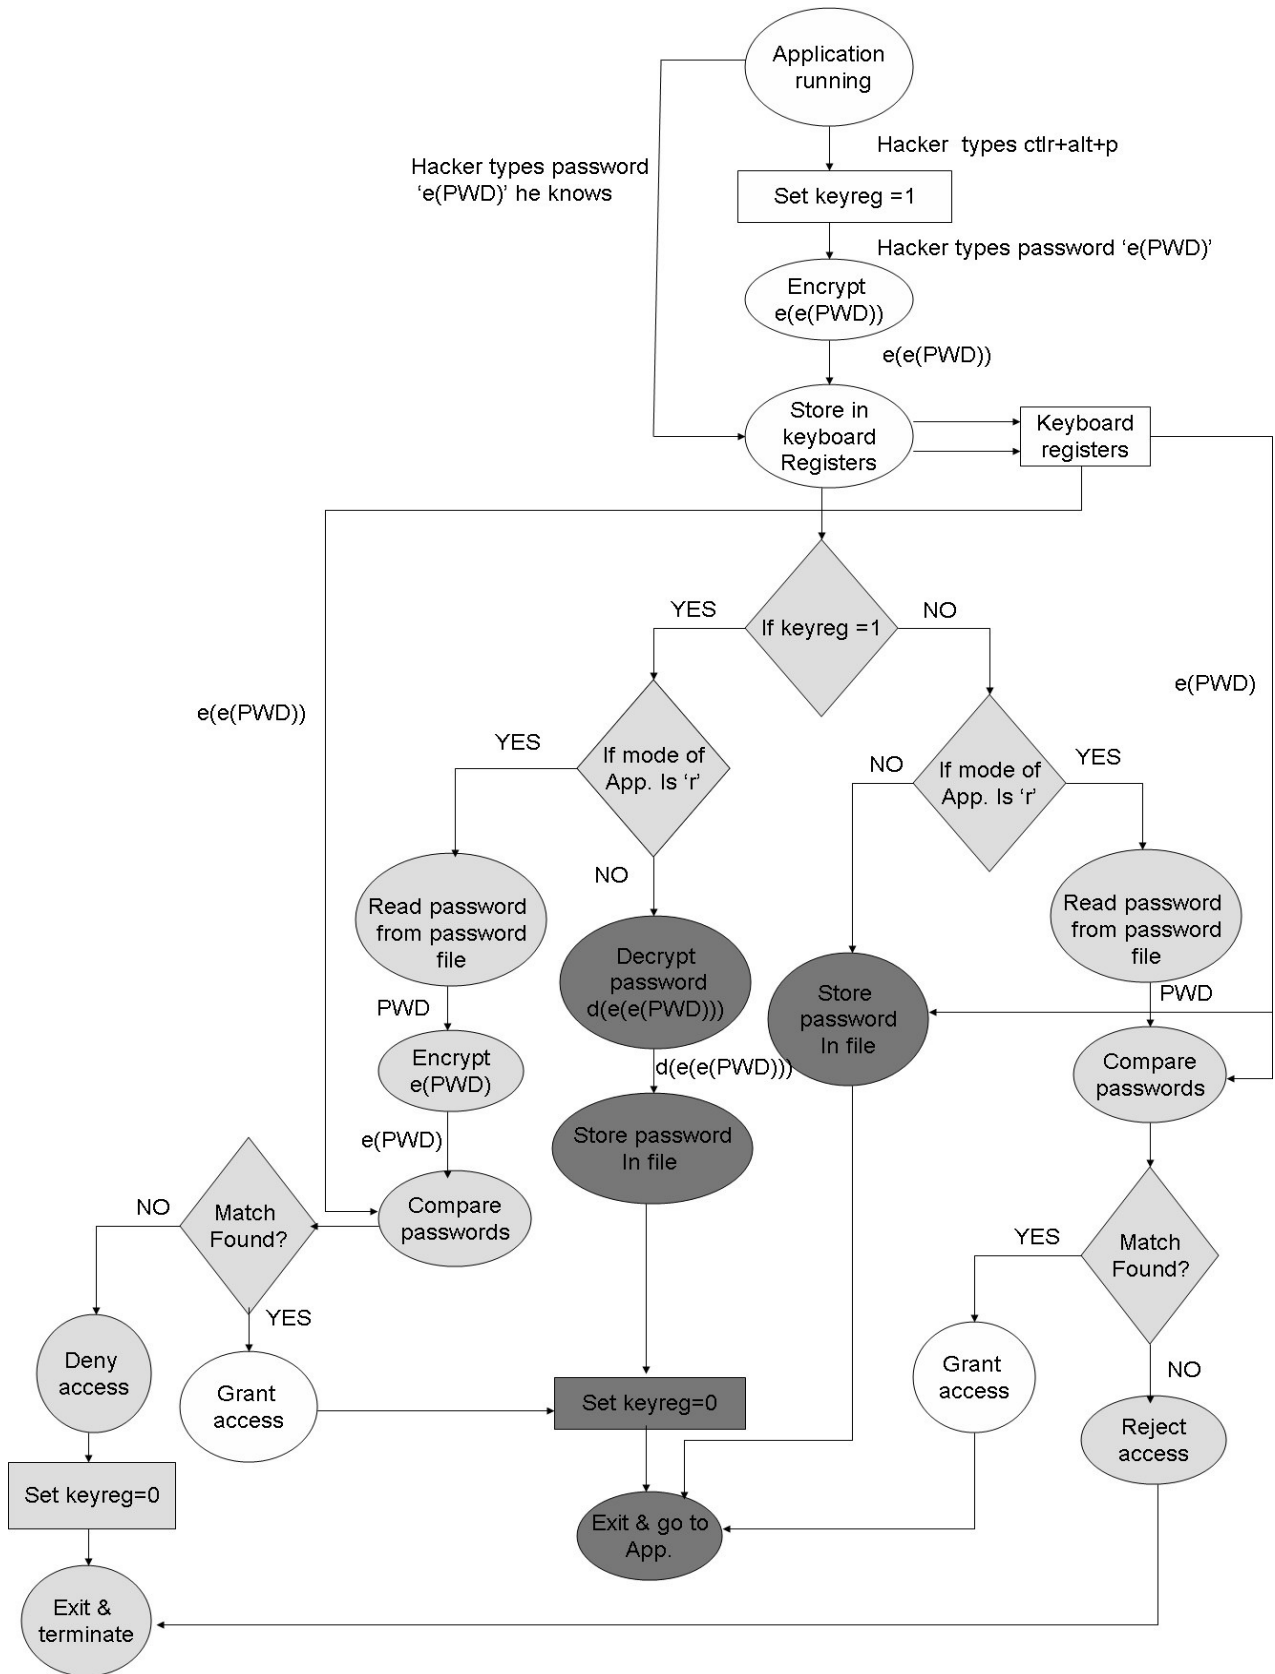 Application
running
Hacker types ctlr+alt+p
Hacker types password
‘e(PWD)’ he knows
Set keyreg =1
Hacker types password ‘e(PWD)’
Encrypt
e(e(PWD))
e(e(PWD))
Store in
keyboard
Registers
Keyboard
registers
YES
NO
If keyreg =1
e(PWD)
e(e(PWD))
YES
If mode of
App. Is ‘r’
NO
If mode of
App. Is ‘r’
YES
NO
Read password
from password
file
Read password
from password
file
Decrypt
password
d(e(e(PWD)))
Store
password
In file
PWD
PWD
Encrypt
e(PWD)
d(e(e(PWD)))
Compare
passwords
e(PWD)
Store password
In file
NO
Match
Found?
Compare
passwords
YES
Match
Found?
YES
Deny
access
Grant
access
Set keyreg=0
Grant
access
NO
Reject
access
Set keyreg=0
Exit & go to
App.
Exit &
terminate